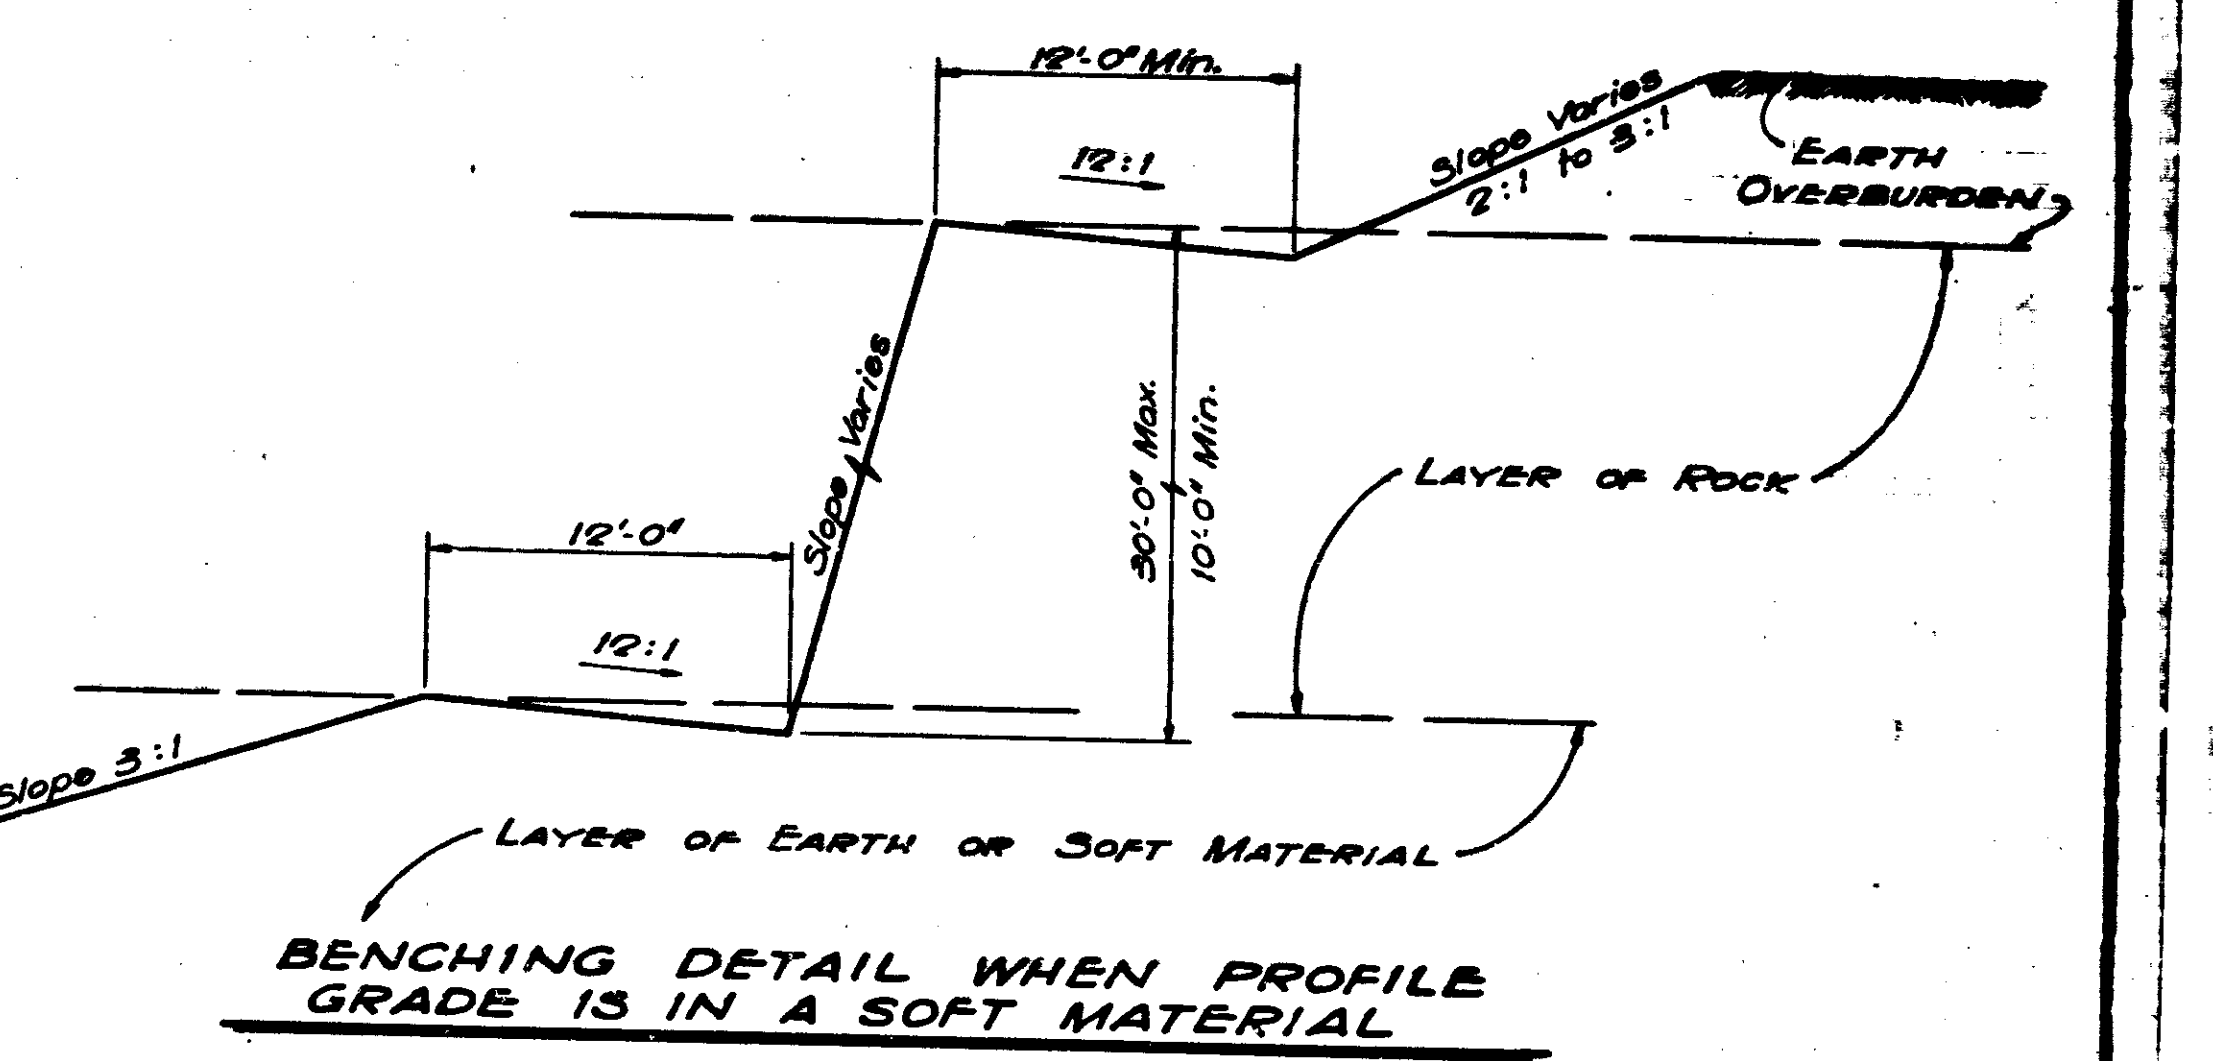 12'-0" Min.
Slope Varies
2:1 to 3:1
12:1
EARTH
OVERBURDEN
Slope Varies
30'-0" Max.
10'-0" Min.
LAYER OF ROCK
12'-0"
12:1
Slope 3:1
LAYER OF EARTH OR SOFT MATERIAL
BENCHING DETAIL WHEN PROFILE
GRADE IS IN A SOFT MATERIAL